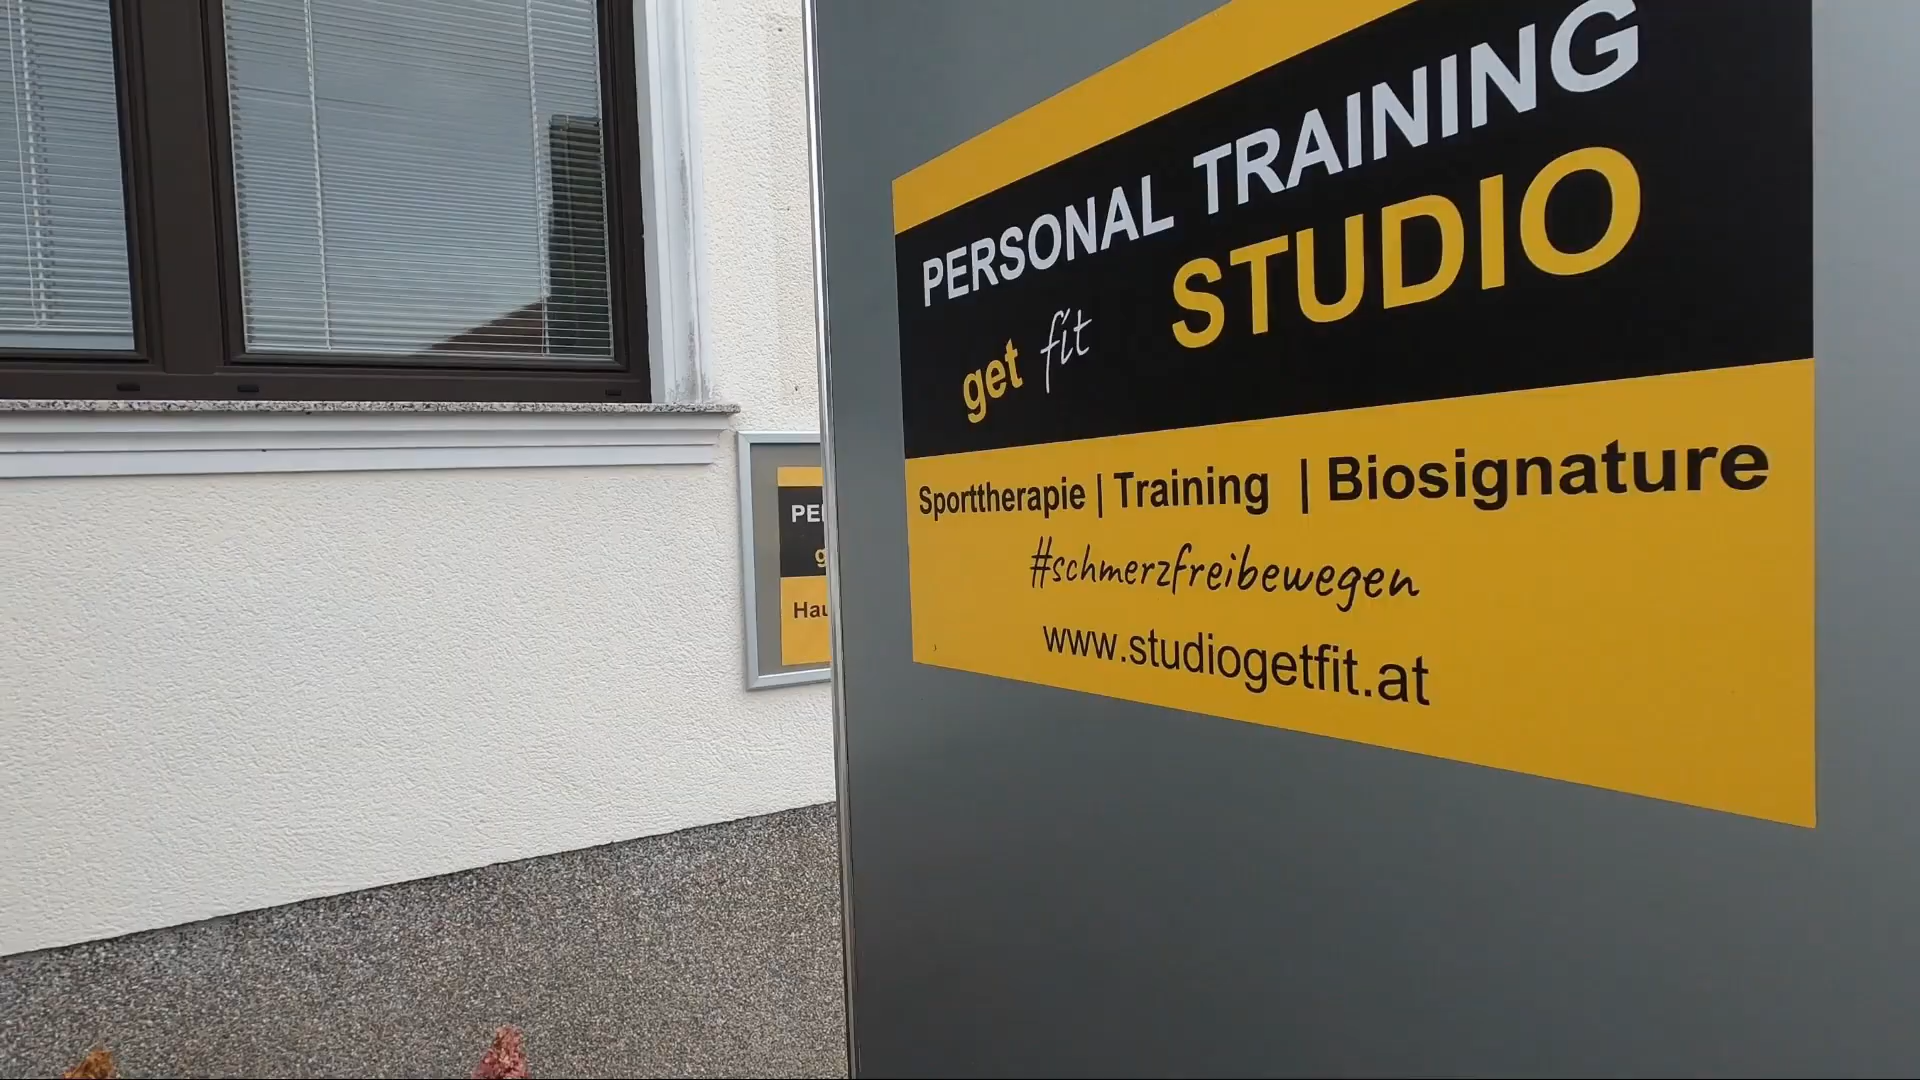 PERSONAL TRAINING
get fit STUDIO
Sporttherapie | Training | Biosignature
#schmerzfreibewegen
www.studiogetfit.at